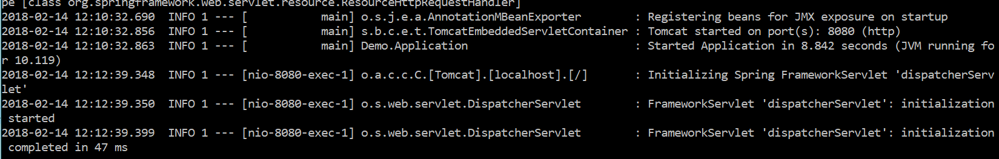 pe [class org.springframework.web.servlet.resource.ResourceHttpRequestHandler]
2018-02-14 12:10:32.690  INFO 1 --- [           main] o.s.j.e.a.AnnotationMBeanExporter        : Registering beans for JMX exposure on startup
2018-02-14 12:10:32.856  INFO 1 --- [           main] s.b.c.e.t.TomcatEmbeddedServletContainer : Tomcat started on port(s): 8080 (http)
2018-02-14 12:10:32.863  INFO 1 --- [           main] Demo.Application                         : Started Application in 8.842 seconds (JVM running fo
r 10.119)
2018-02-14 12:12:39.348  INFO 1 --- [nio-8080-exec-1] o.a.c.c.C.[Tomcat].[localhost].[/]       : Initializing Spring FrameworkServlet 'dispatcherServ
let'
2018-02-14 12:12:39.350  INFO 1 --- [nio-8080-exec-1] o.s.web.servlet.DispatcherServlet        : FrameworkServlet 'dispatcherServlet': initialization
 started
2018-02-14 12:12:39.399  INFO 1 --- [nio-8080-exec-1] o.s.web.servlet.DispatcherServlet        : FrameworkServlet 'dispatcherServlet': initialization
 completed in 47 ms